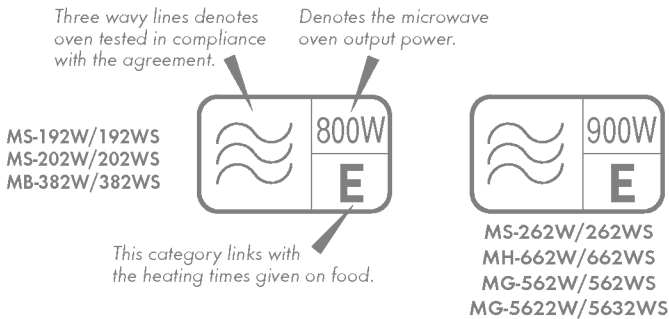 Three wavy lines denotes
oven tested in compliance
with the agreement.
Denotes the microwave
oven output power.
MS-192W/192WS
MS-202W/202WS
MB-382W/382WS
800W
E
900W
E
This category links with
the heating times given on food.
MS-262W/262WS
MH-662W/662WS
MG-562W/562WS
MG-5622W/5632WS